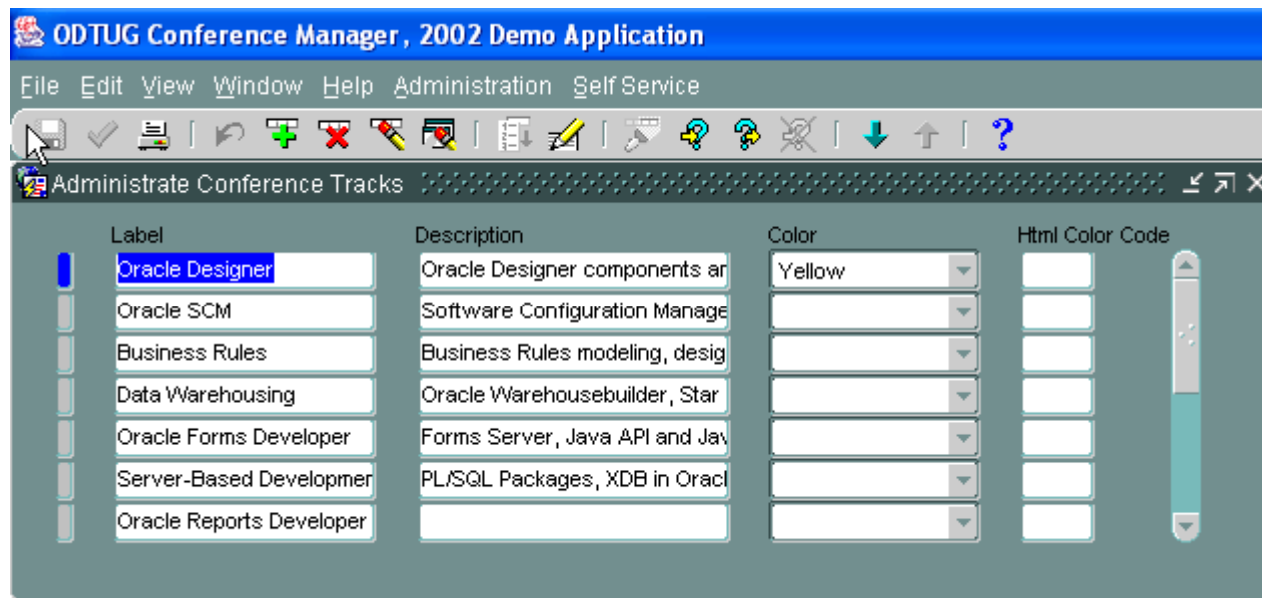 ODTUG Conference Manager, 2002 Demo Application
File Edit View Window Help Administration Self Service
Administrate Conference Tracks
Label Description Color Html Color Code
Oracle Designer Oracle Designer components ar Yellow
Oracle SCM Software Configuration Manage
Business Rules Business Rules modeling, desig
Data Warehousing Oracle Warehousebuilder, Star
Oracle Forms Developer Forms Server, Java API and Jav
Server-Based Developmer PL/SQL Packages, XDB in Oracl
Oracle Reports Developer